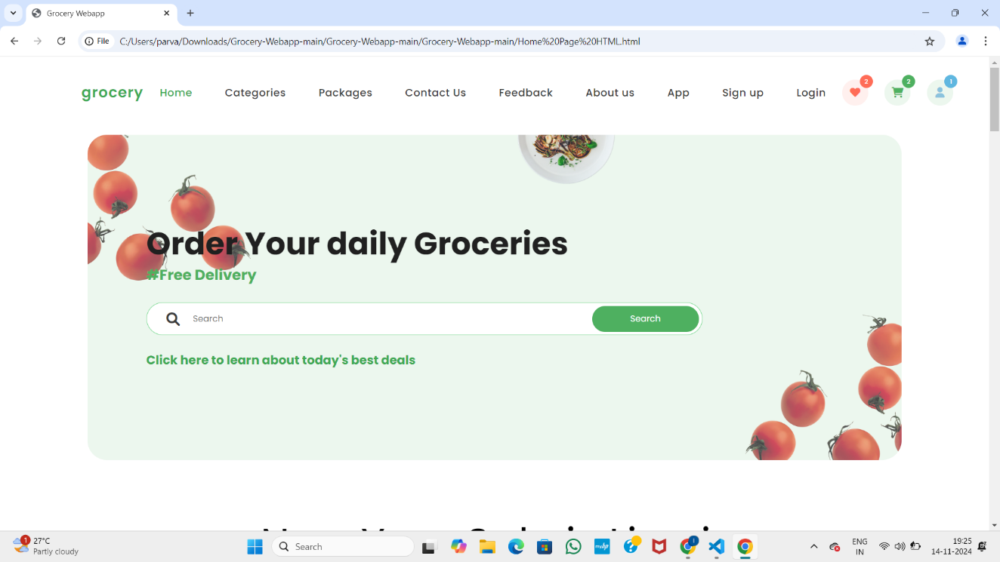 Grocery Webapp
File
C:/Users/parva/Downloads/Grocery-Webapp-main/Grocery-Webapp-main/Grocery-Webapp-main/Home%20Page%20HTML.html
grocery Home Categories Packages Contact Us Feedback About us App Sign up Login 2 2 1
Order Your daily Groceries
#Free Delivery
Search Search
Click here to learn about today's best deals
1 27°C
Partly cloudy
Search
myhp
ENG
IN
19:25
14-11-2024